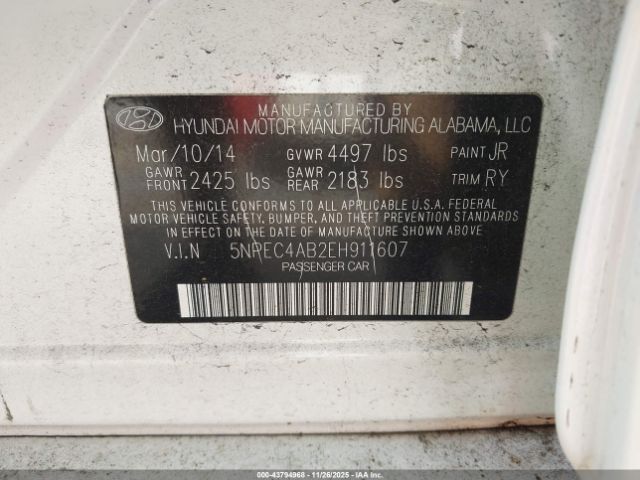 MANUFACTURED BY
HYUNDAI MOTOR MANUFACTURING ALABAMA, LLC
Mar/10/14 GVWR 4497 lbs PAINT JR
GAWR FRONT 2425 lbs GAWR REAR 2183 lbs TRIM RY
THIS VEHICLE CONFORMS TO ALL APPLICABLE U.S.A. FEDERAL
MOTOR VEHICLE SAFETY, BUMPER, AND THEFT PREVENTION STANDARDS
IN EFFECT ON THE DATE OF MANUFACTURE SHOWN ABOVE.
V.I.N 5NPEC4AB2EH911607
PASSENGER CAR
000-43794968 | 11/26/2025 - IAAI.COM